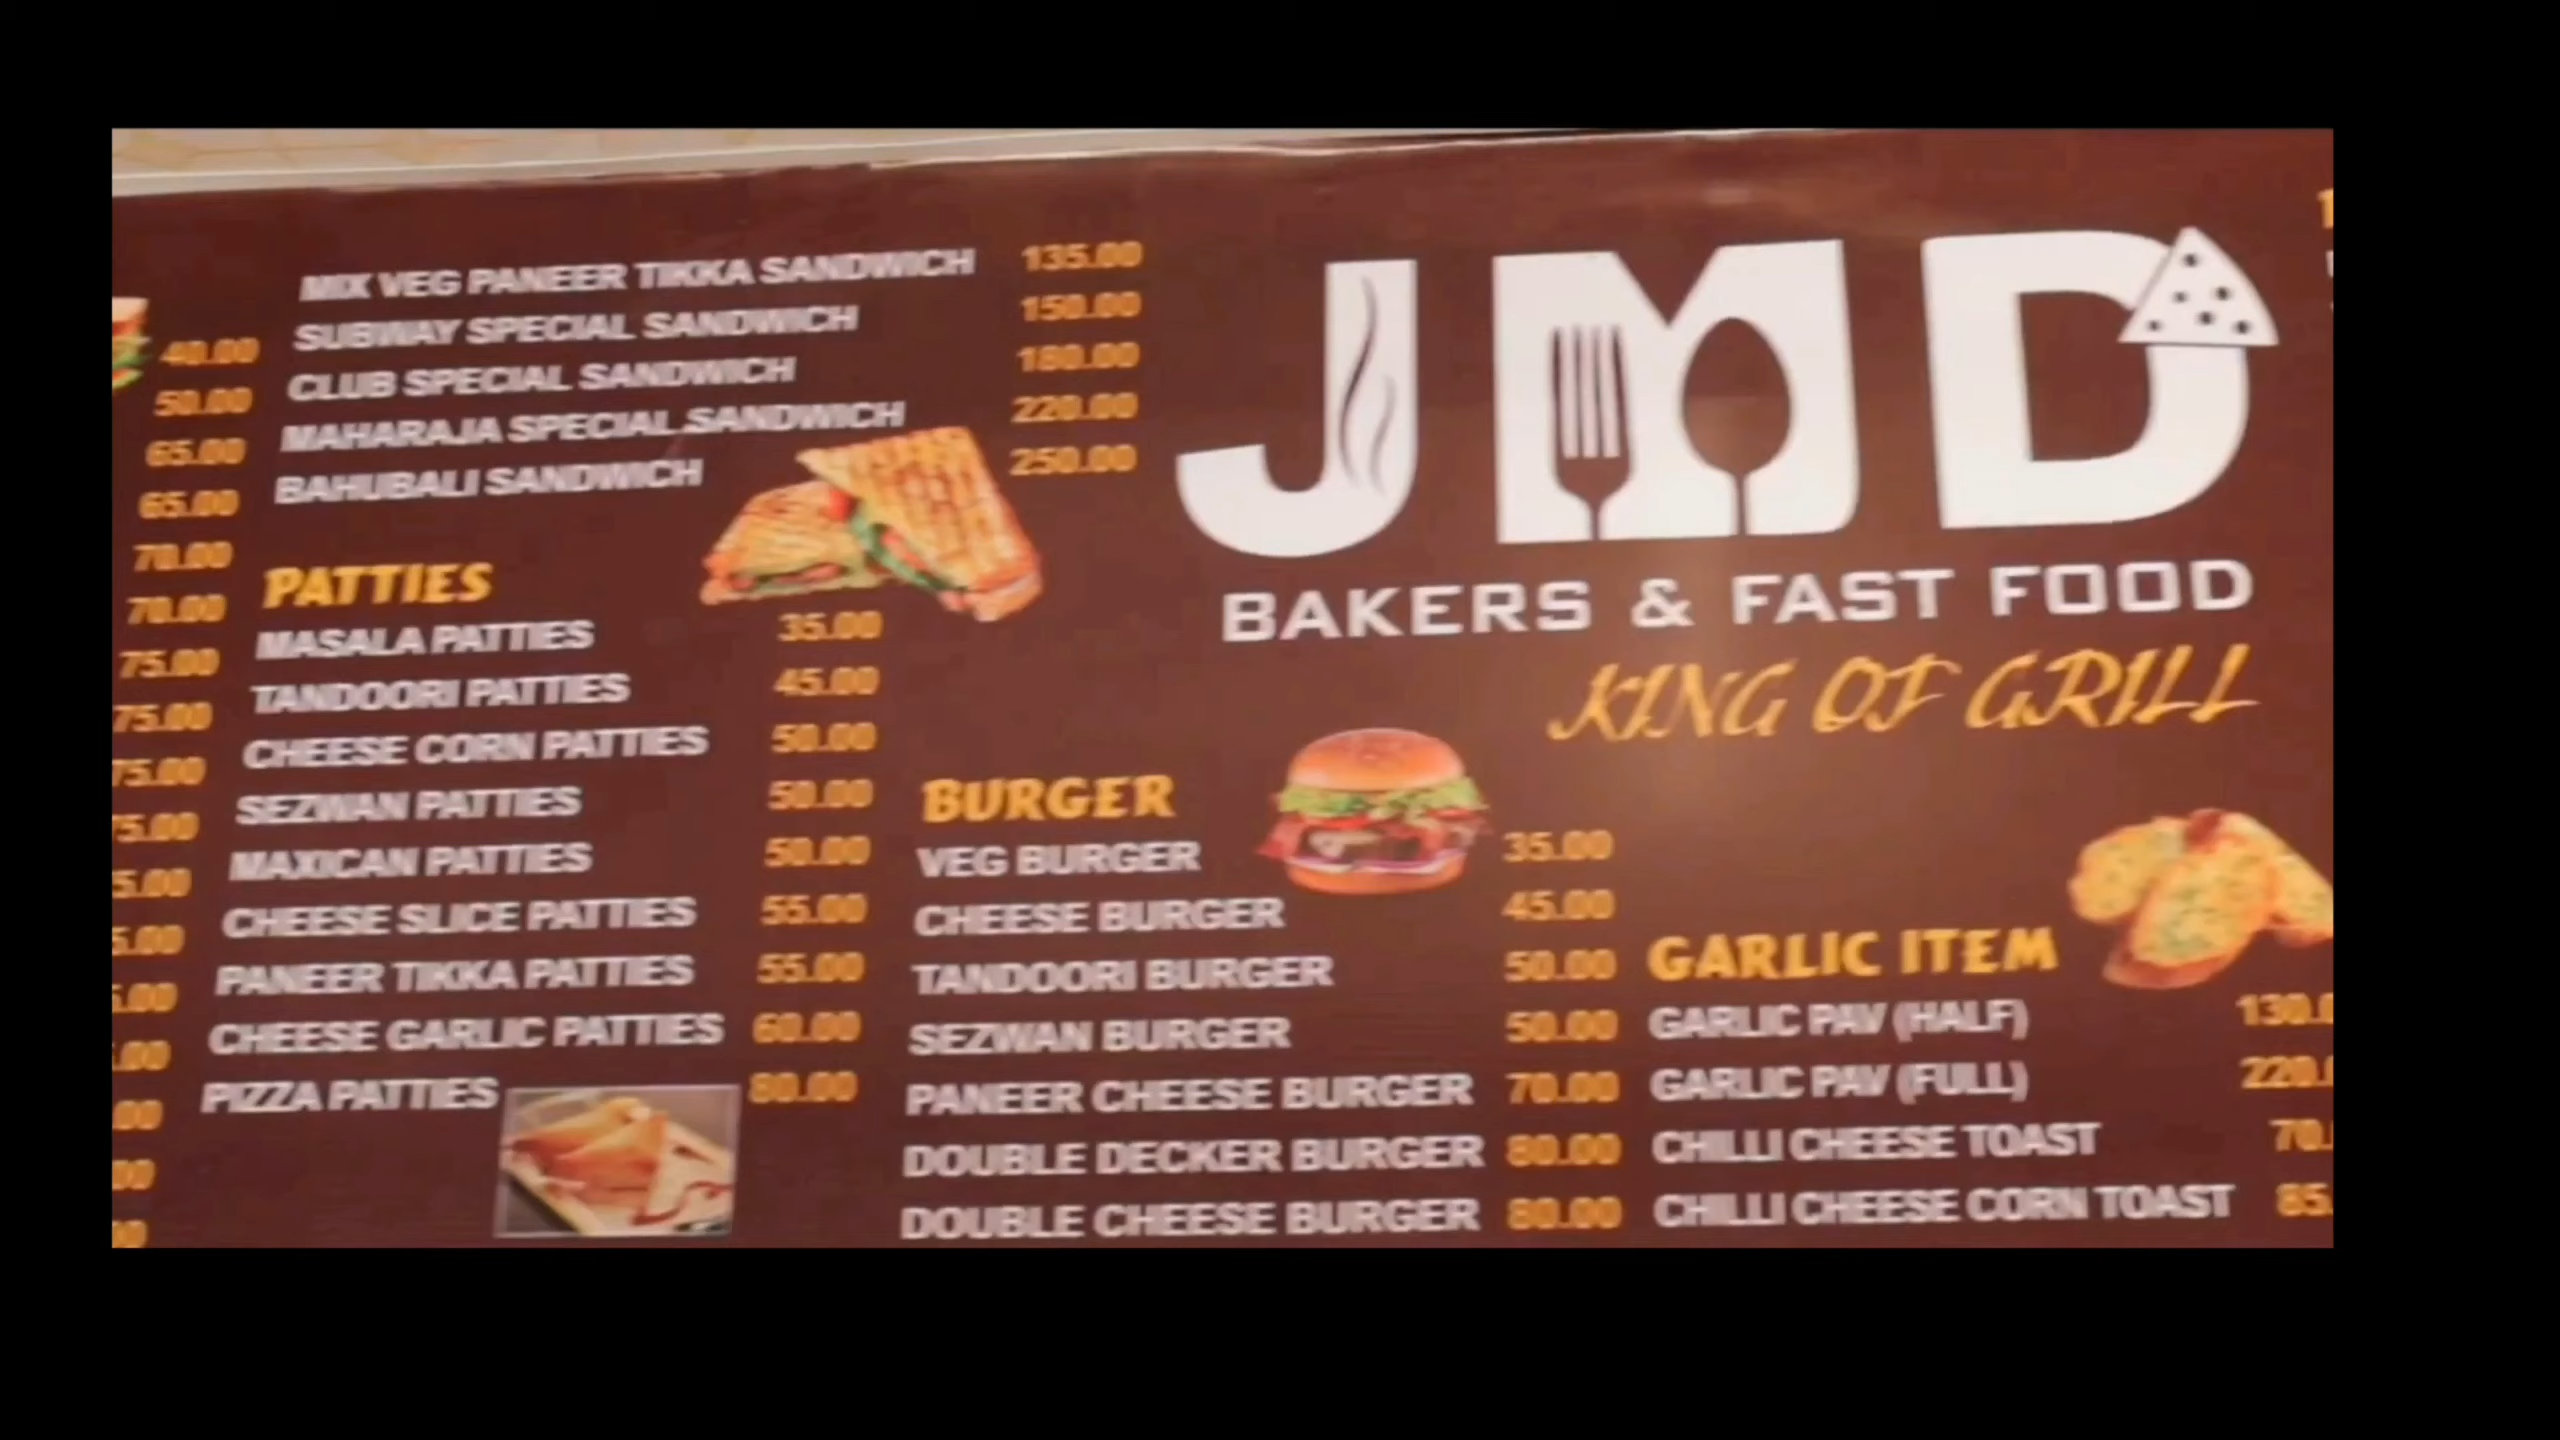 40.00
50.00
65.00
65.00
70.00
70.00
75.00
75.00
75.00
MIX VEG PANEER TIKKA SANDWICH 135.00
SUBWAY SPECIAL SANDWICH 150.00
CLUB SPECIAL SANDWICH 180.00
MAHARAJA SPECIAL SANDWICH 220.00
BAHUBALI SANDWICH 250.00
PATTIES
MASALA PATTIES 35.00
TANDOORI PATTIES 45.00
CHEESE CORN PATTIES 50.00
SEZWAN PATTIES 50.00
MAXICAN PATTIES 50.00
CHEESE SLICE PATTIES 55.00
PANEER TIKKA PATTIES 55.00
CHEESE GARLIC PATTIES 60.00
PIZZA PATTIES 80.00
JMD
BAKERS & FAST FOOD
KING OF GRILL
BURGER
VEG BURGER 35.00
CHEESE BURGER 45.00
TANDOORI BURGER 50.00
SEZWAN BURGER 50.00
PANEER CHEESE BURGER 70.00
DOUBLE DECKER BURGER 80.00
DOUBLE CHEESE BURGER 80.00
GARLIC ITEM
GARLIC PAV (HALF) 130.0
GARLIC PAV (FULL) 220.
CHILLI CHEESE TOAST 70.
CHILLI CHEESE CORN TOAST 85.